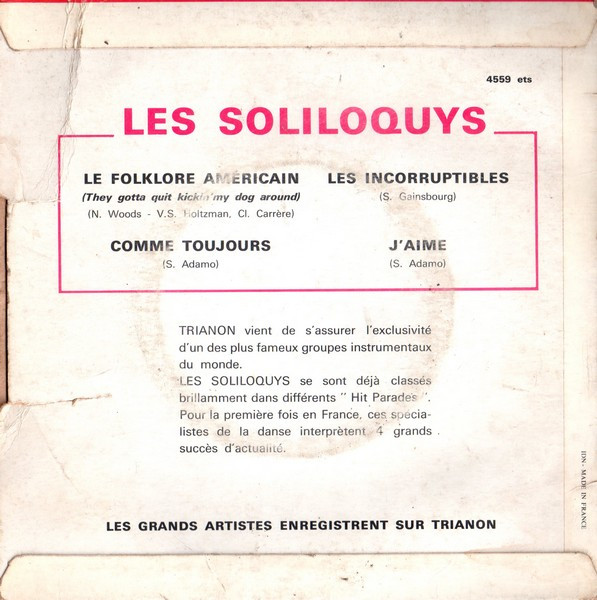 4559 ets
LES SOLILOQUYS
LE FOLKLORE AMERICAIN
(They gotta quit kickin' my dog around)
(N. Woods - V.S. Holtzman, Cl. Carrère)
LES INCORRUPTIBLES
(S. Gainsbourg)
COMME TOUJOURS
(S. Adamo)
J'AIME
(S. Adamo)
TRIANON vient de s'assurer l'exclusivité
d'un des plus fameux groupes instrumentaux
du monde.
LES SOLILOQUYS se sont déjà classés
brillamment dans différents " Hit Parades ".
Pour la première fois en France, ces spécia-
listes de la danse interprètent 4 grands
succès d'actualité.
LES GRANDS ARTISTES ENREGISTRENT SUR TRIANON
IDN - MADE IN FRANCE